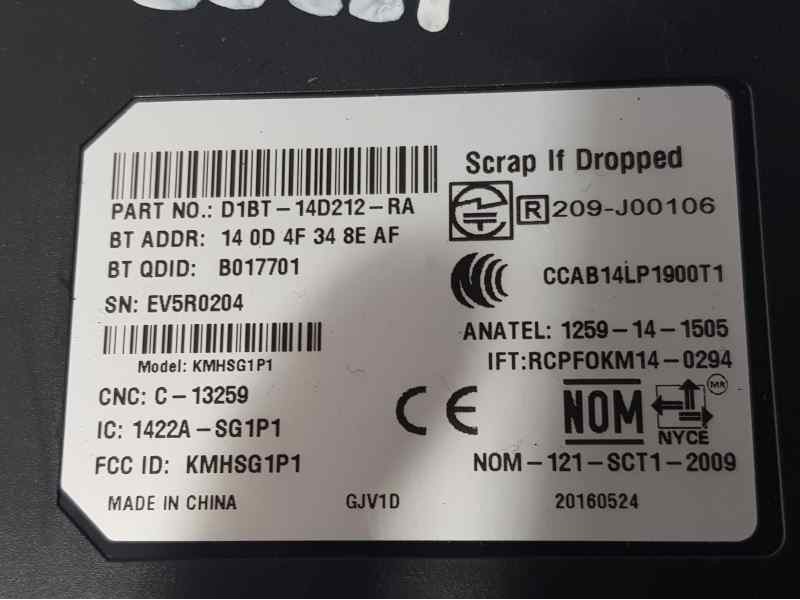 Scrap If Dropped
PART NO.: D1BT-14D212-RA
R 209-J00106
BT ADDR: 14 0D 4F 34 8E AF
BT QDID: B017701
CCAB14LP1900T1
SN: EV5R0204
ANATEL: 1259-14-1505
Model: KMHSG1P1
IFT:RCPFOKM14-0294
CNC: C-13259
CE
NOM
MR
NYCE
IC: 1422A-SG1P1
FCC ID: KMHSG1P1
NOM-121-SCT1-2009
MADE IN CHINA
GJV1D
20160524